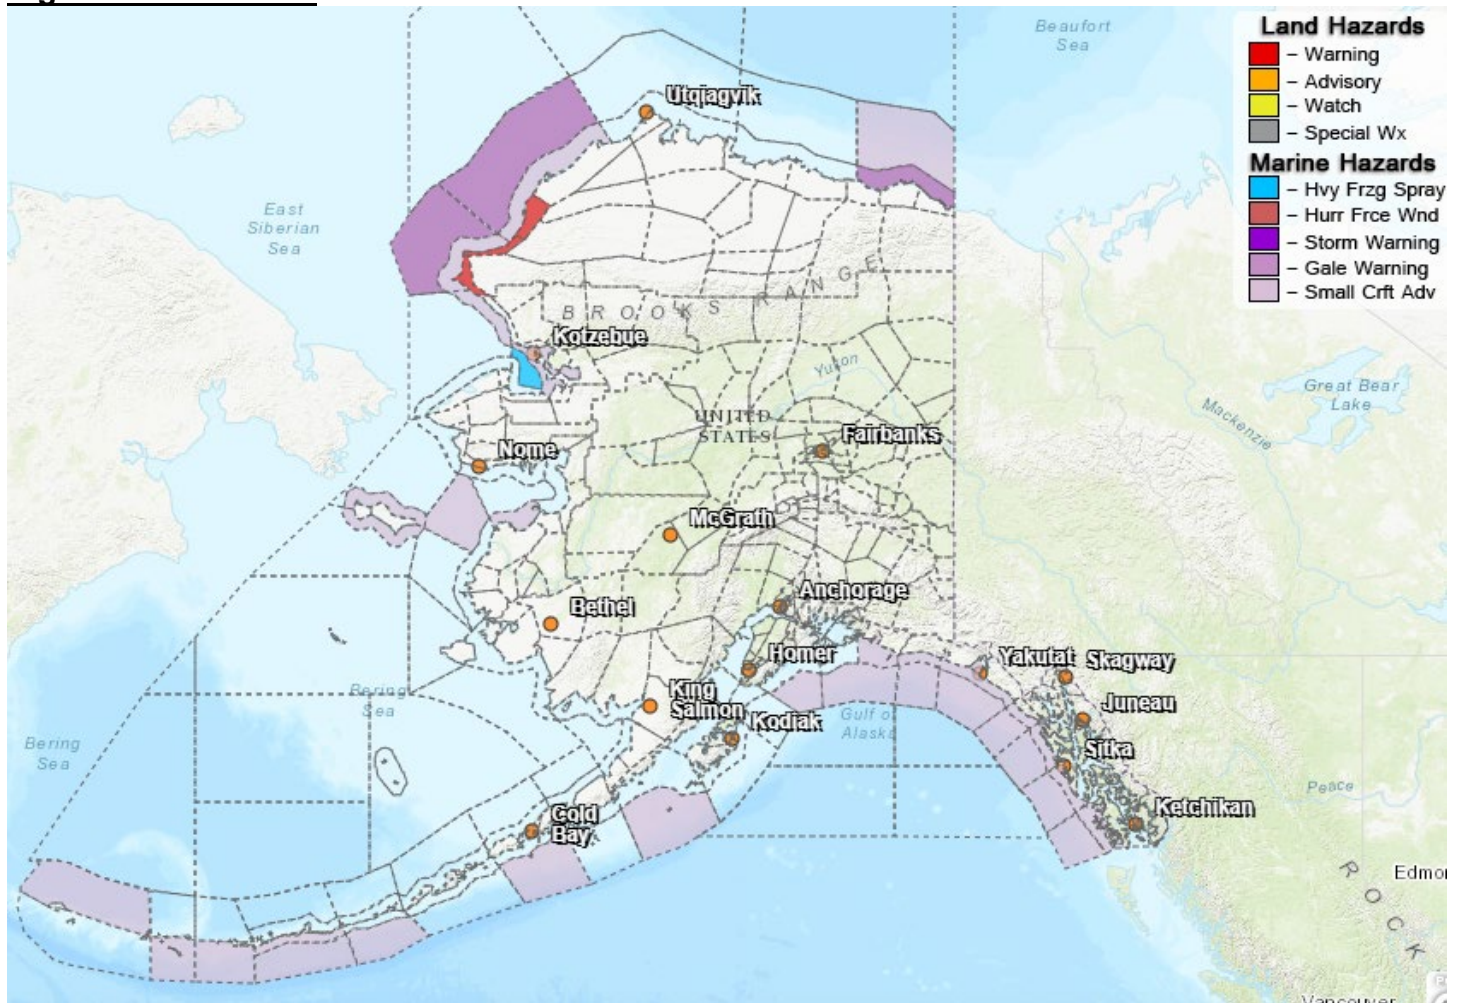 Beaufort
Sea
Land Hazards
– Warning
– Advisory
– Watch
– Special Wx
Marine Hazards
– Hvy Frzg Spray
– Hurr Frce Wnd
– Storm Warning
– Gale Warning
– Small Crft Adv
Utqiagvik
East
Siberian
Sea
BROOKS RANGE
Kotzebue
Yukon
Great Bear
Lake
Mackenzie
UNITED
STATES
Fairbanks
Nome
McGrath
Anchorage
Bethel
Homer
Yakutat
Skagway
King
Salmon
Juneau
Bering
Sea
Kodiak
Gulf o
Alaska
Sitka
Bering
Sea
Peace
Ketchikan
Cold
Bay
Edmo
ROCK
Vancouver